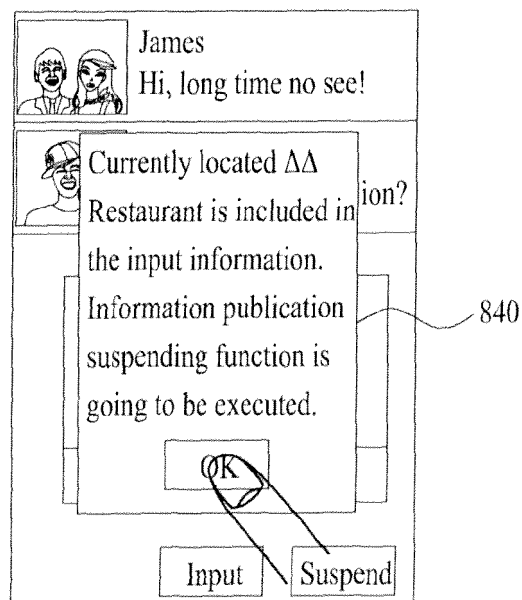 James
Hi, long time no see!
ion?
Currently located ΔΔ
Restaurant is included in
the input information.
Information publication
suspending function is
going to be executed.
840
OK
Input
Suspend